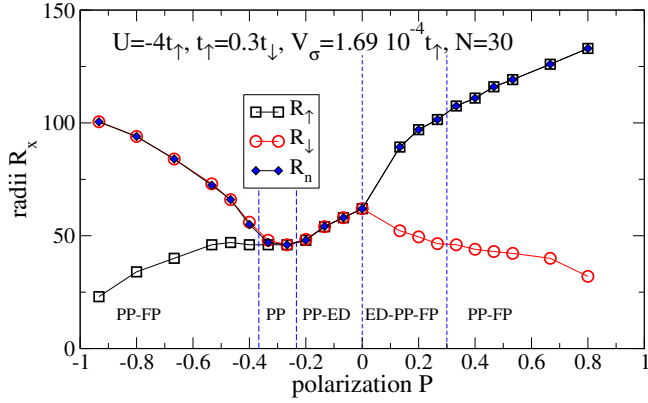 150
U=-4t↑, t↑=0.3t↓, Vσ=1.69 10⁻⁴t↑, N=30
R↑
R↓
Rn
100
radii Rx
50
PP-FP PP PP-ED ED-PP-FP PP-FP
0
-1 -0.8 -0.6 -0.4 -0.2 0 0.2 0.4 0.6 0.8 1
polarization P